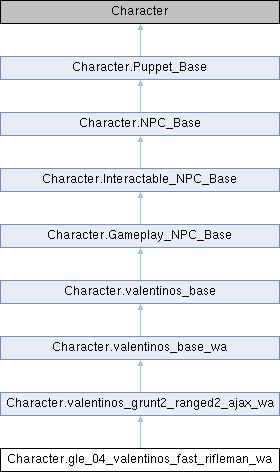 Character
Character.Puppet_Base
Character.NPC_Base
Character.Interactable_NPC_Base
Character.Gameplay_NPC_Base
Character.valentinos_base
Character.valentinos_base_wa
Character.valentinos_grunt2_ranged2_ajax_wa
Character.gle_04_valentinos_fast_rifleman_wa